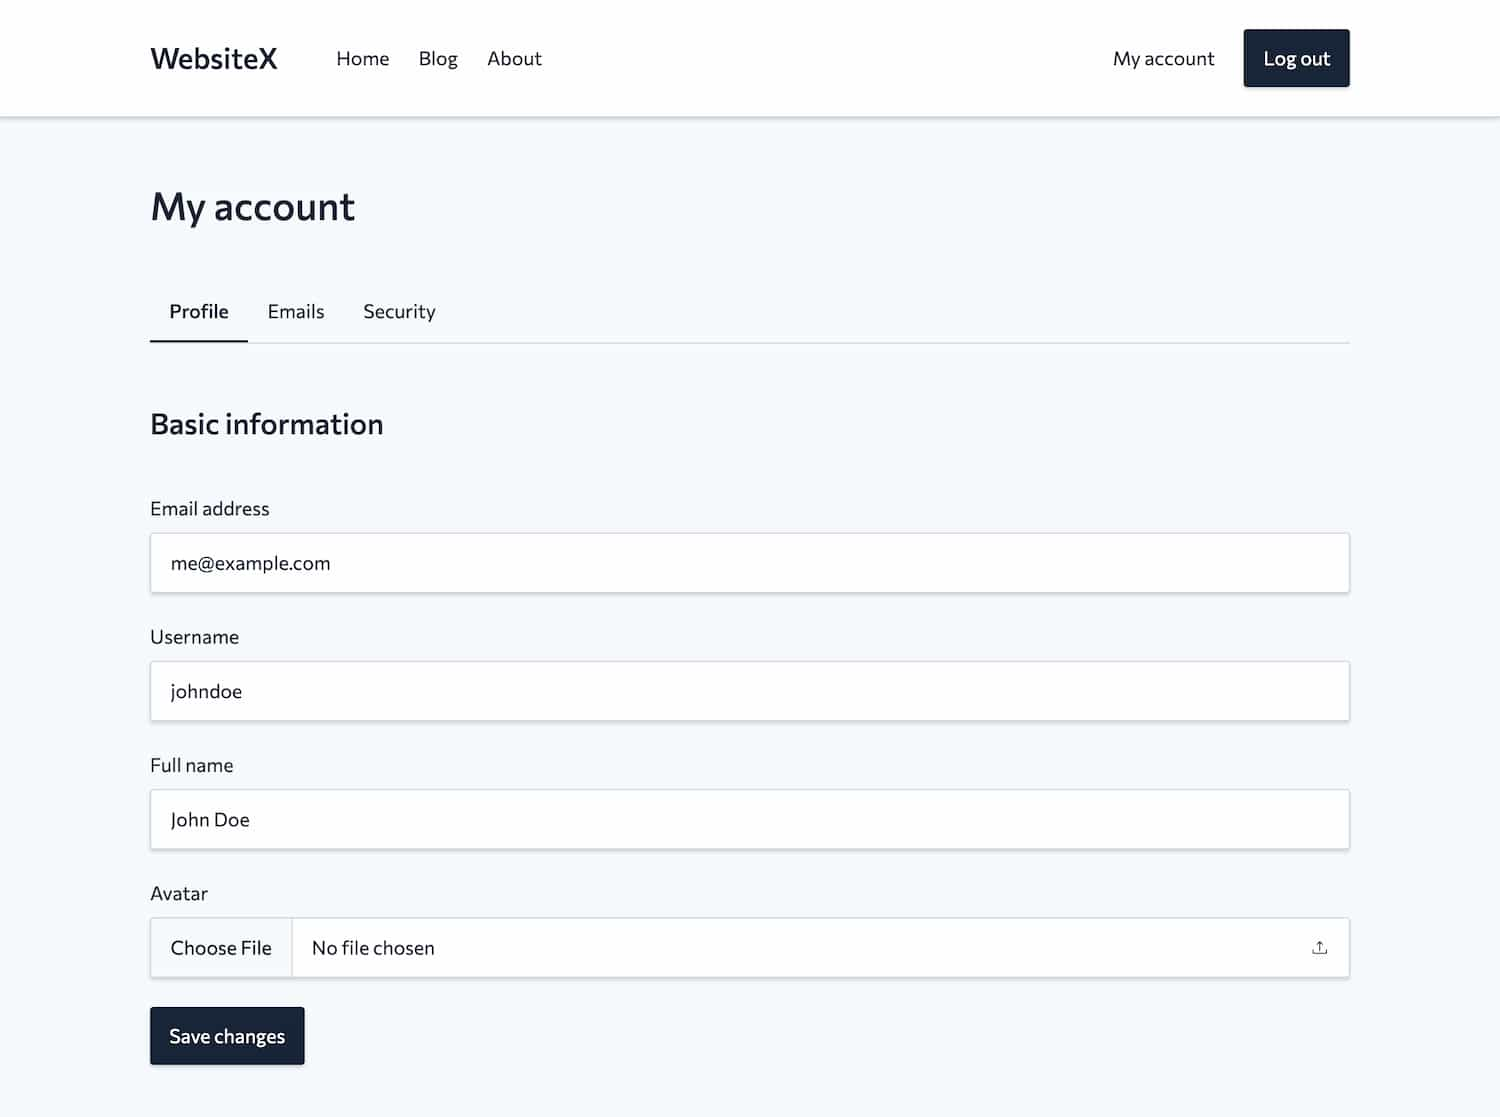 WebsiteX Home Blog About My account Log out
My account
Profile Emails Security
Basic information
Email address
me@example.com
Username
johndoe
Full name
John Doe
Avatar
Choose File No file chosen
Save changes